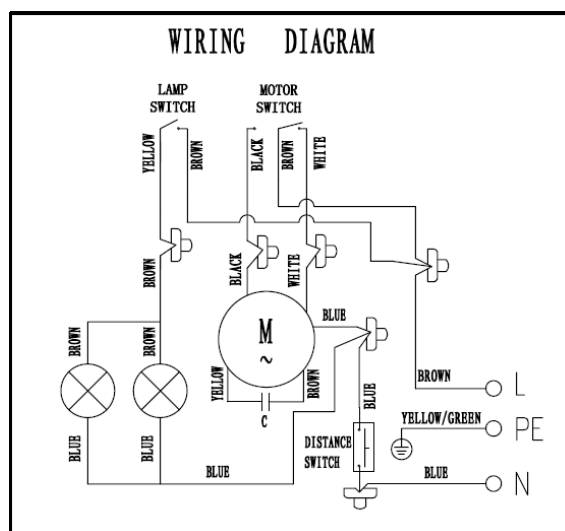 WIRING DIAGRAM
LAMP
SWITCH
MOTOR
SWITCH
YELLOW
BROWN
BLACK
BROWN
WHITE
BROWN
BLACK
WHITE
BROWN
BROWN
M
~
BLUE
YELLOW
BROWN
C
BLUE
BROWN
L
YELLOW/GREEN
PE
DISTANCE
SWITCH
BLUE
BLUE
BLUE
BLUE
N